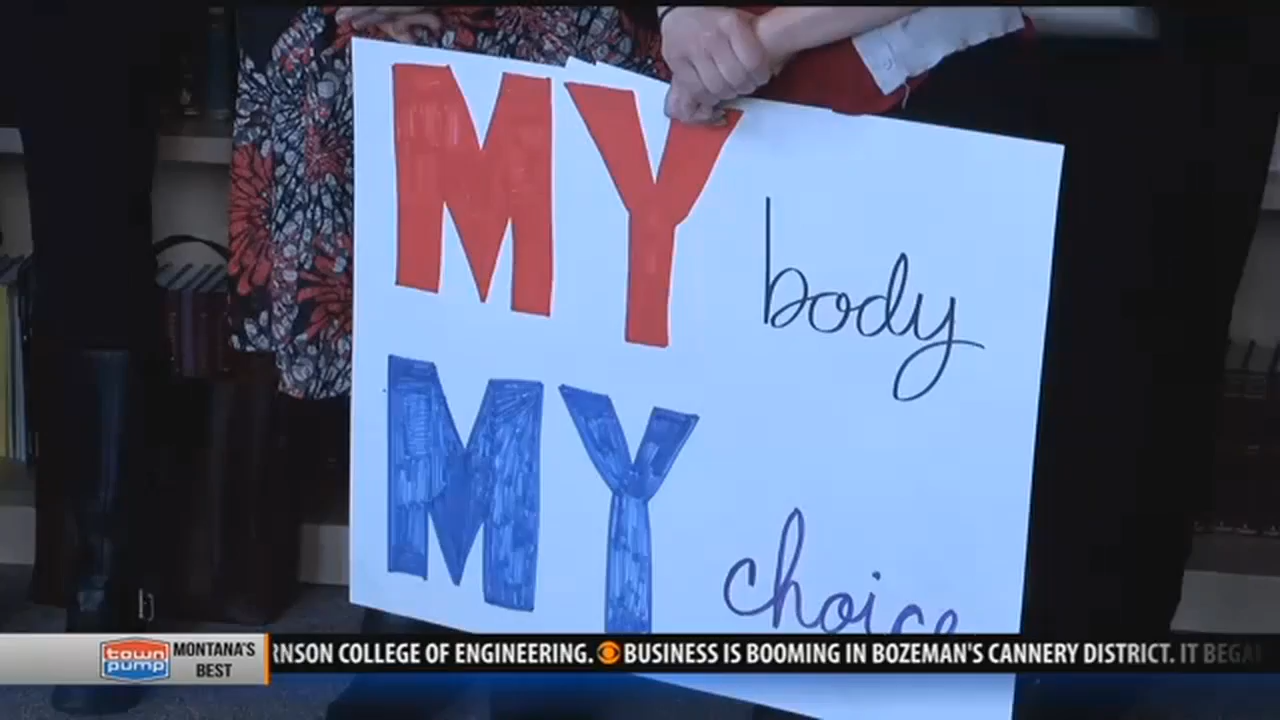 MY body
MY choice
town pump MONTANA'S BEST
RNSON COLLEGE OF ENGINEERING. BUSINESS IS BOOMING IN BOZEMAN'S CANNERY DISTRICT. IT BEGA